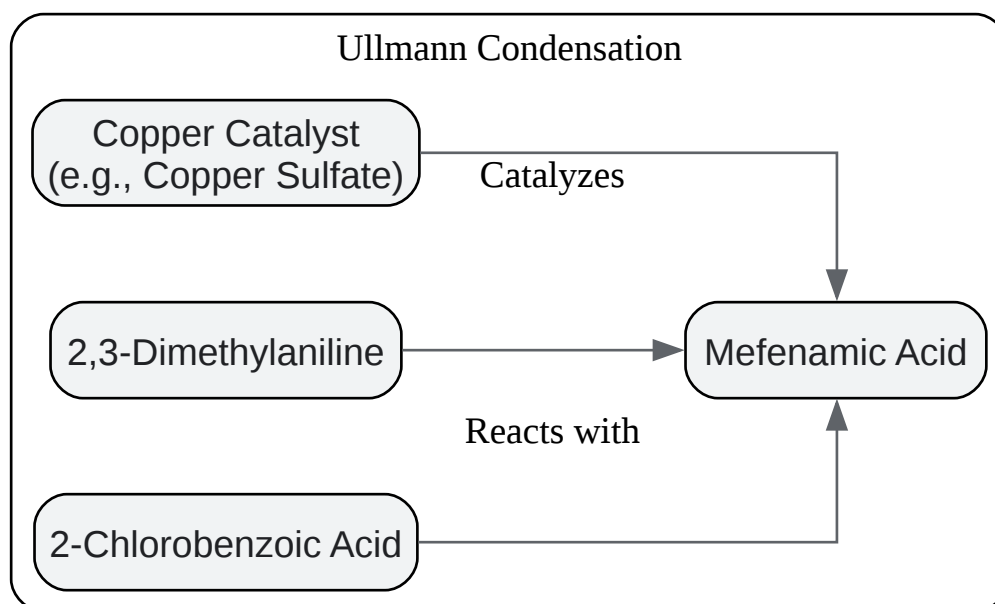 Ullmann Condensation
Copper Catalyst
(e.g., Copper Sulfate)
Catalyzes
2,3-Dimethylaniline
Mefenamic Acid
Reacts with
2-Chlorobenzoic Acid